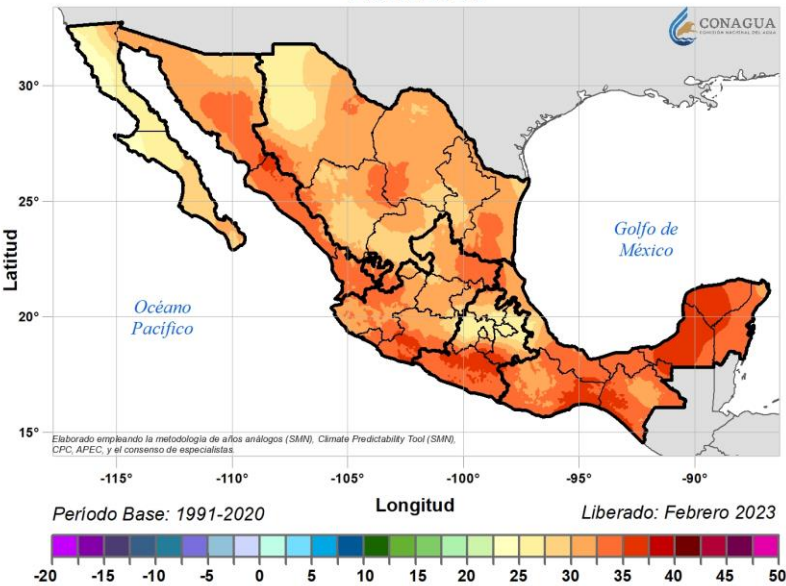 CONAGUA
COMISIÓN NACIONAL DEL AGUA
30°
25°
20°
15°
Latitud
Golfo de
México
Océano
Pacífico
Elaborado empleando la metodología de años análogos (SMN), Climate Predictability Tool (SMN),
CPC, APEC, y el consenso de especialistas.
-115° -110° -105° -100° -95° -90°
Longitud
Período Base: 1991-2020
Liberado: Febrero 2023
-20 -15 -10 -5 0 5 10 15 20 25 30 35 40 45 50